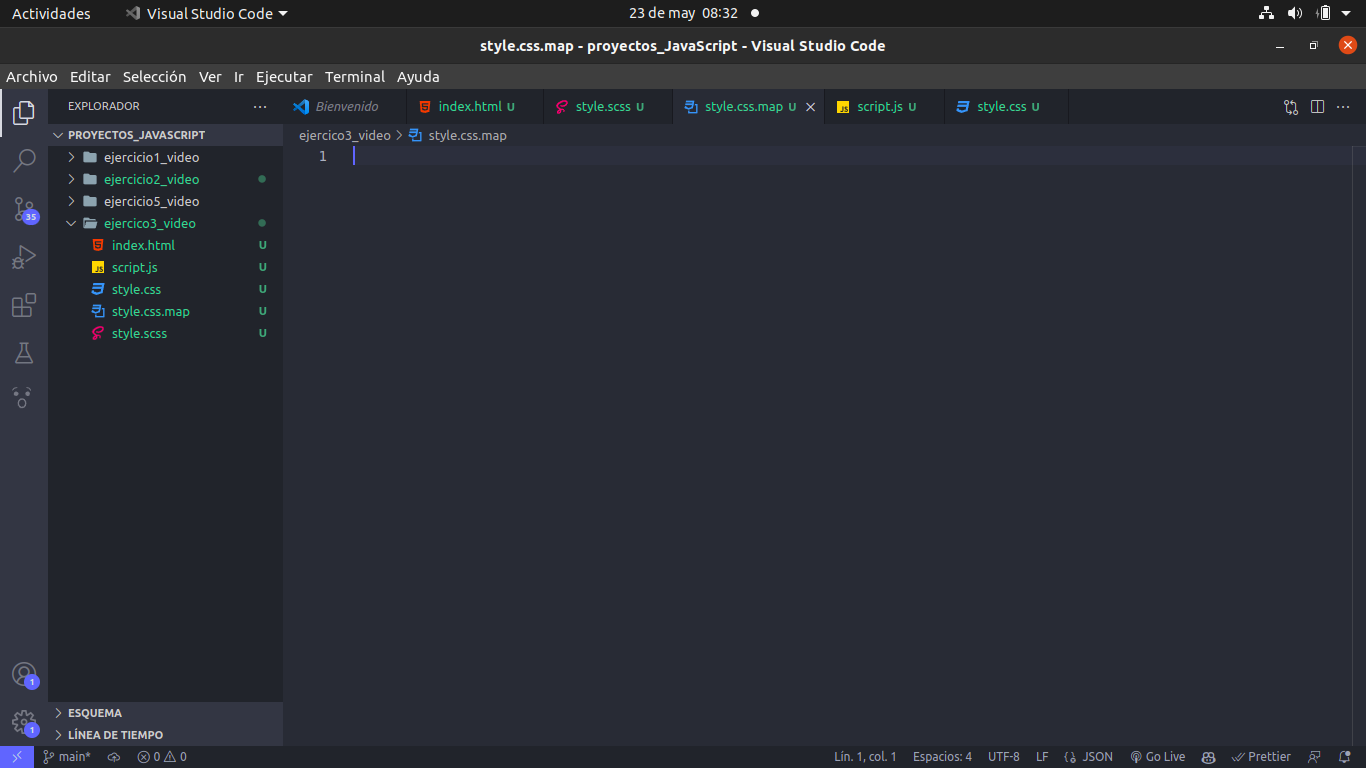 Actividades Visual Studio Code 23 de may 08:32
style.css.map - proyectos_JavaScript - Visual Studio Code
Archivo Editar Selección Ver Ir Ejecutar Terminal Ayuda
EXPLORADOR
Bienvenido index.html U style.scss U style.css.map U script.js U style.css U
PROYECTOS_JAVASCRIPT
ejercico3_video style.css.map
1
ejercicio1_video
ejercicio2_video
ejercicio5_video
ejercico3_video
index.html U
script.js U
style.css U
style.css.map U
style.scss U
35
1
1
ESQUEMA
LÍNEA DE TIEMPO
main* 0 0 Lín. 1, col. 1 Espacios: 4 UTF-8 LF JSON Go Live Prettier